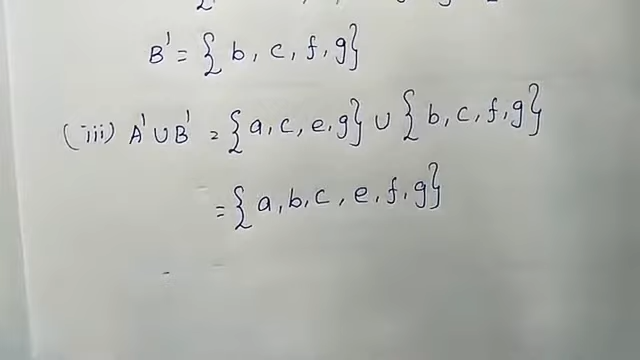 B' = { b, c, f, g}
(iii) A' ∪ B' = {a, c, e, g} ∪ { b, c, f, g}
= { a, b, c, e, f, g}